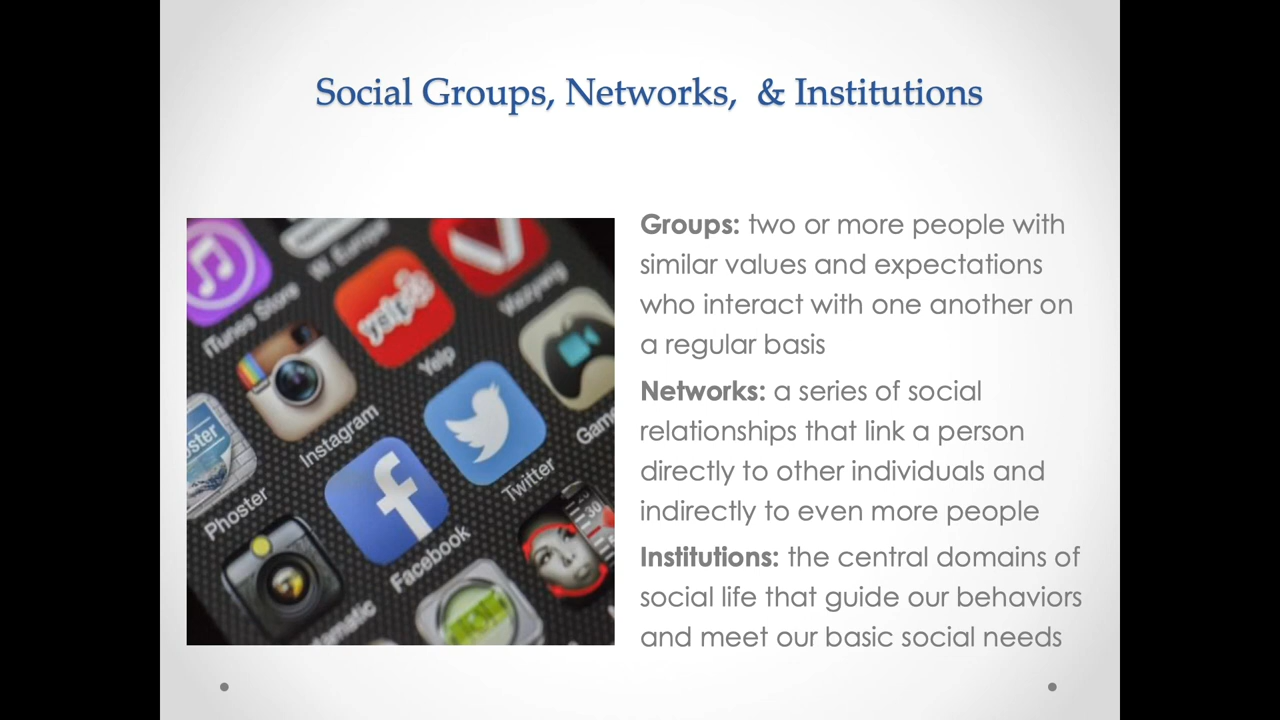 Social Groups, Networks, & Institutions
Groups: two or more people with
similar values and expectations
who interact with one another on
a regular basis
Networks: a series of social
relationships that link a person
directly to other individuals and
indirectly to even more people
Institutions: the central domains of
social life that guide our behaviors
and meet our basic social needs
iTunes Store
W Europe
yelp
Yelp
Instagram
Phoster
Facebook
Twitter